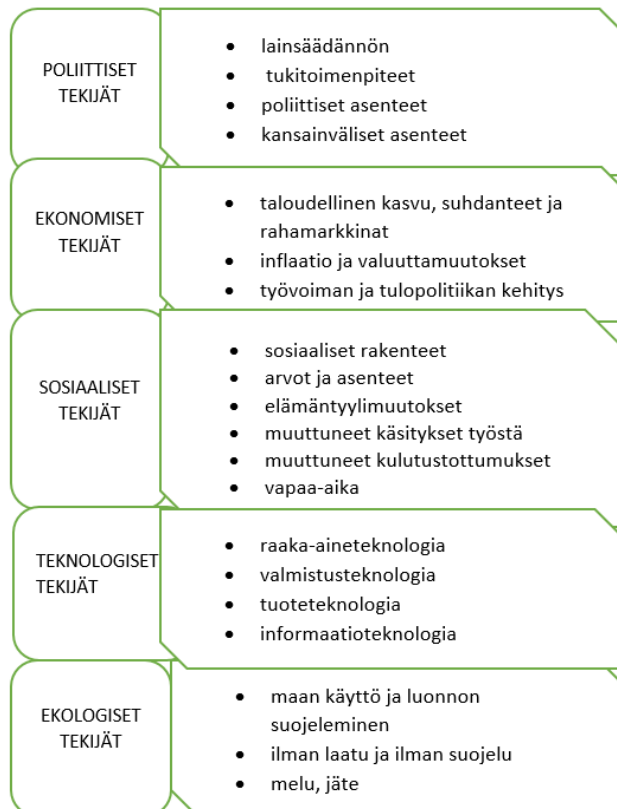 POLIITTISET
TEKIJÄT
• lainsäädännön
• tukitoimenpiteet
• poliittiset asenteet
• kansainväliset asenteet
EKONOMISET
TEKIJÄT
• taloudellinen kasvu, suhdanteet ja
rahamarkkinat
• inflaatio ja valuuttamuutokset
• työvoiman ja tulopolitiikan kehitys
SOSIAALISET
TEKIJÄT
• sosiaaliset rakenteet
• arvot ja asenteet
• elämäntyylimuutokset
• muuttuneet käsitykset työstä
• muuttuneet kulutustottumukset
• vapaa-aika
TEKNOLOGISET
TEKIJÄT
• raaka-aineteknologia
• valmistusteknologia
• tuoteteknologia
• informaatioteknologia
EKOLOGISET
TEKIJÄT
• maan käyttö ja luonnon
suojeleminen
• ilman laatu ja ilman suojelu
• melu, jäte